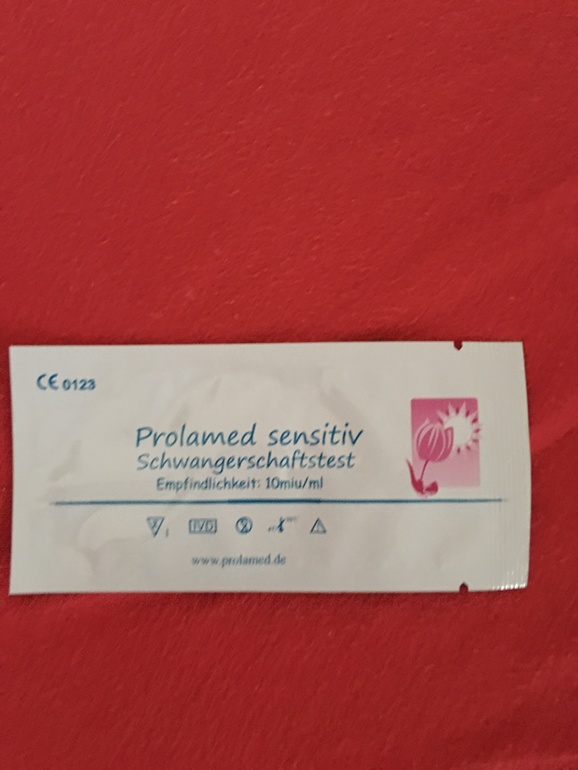 CE 0123
Prolamed sensitiv
Schwangerschaftstest
Empfindlichkeit: 10miu/ml
IVD
www.prolamed.de